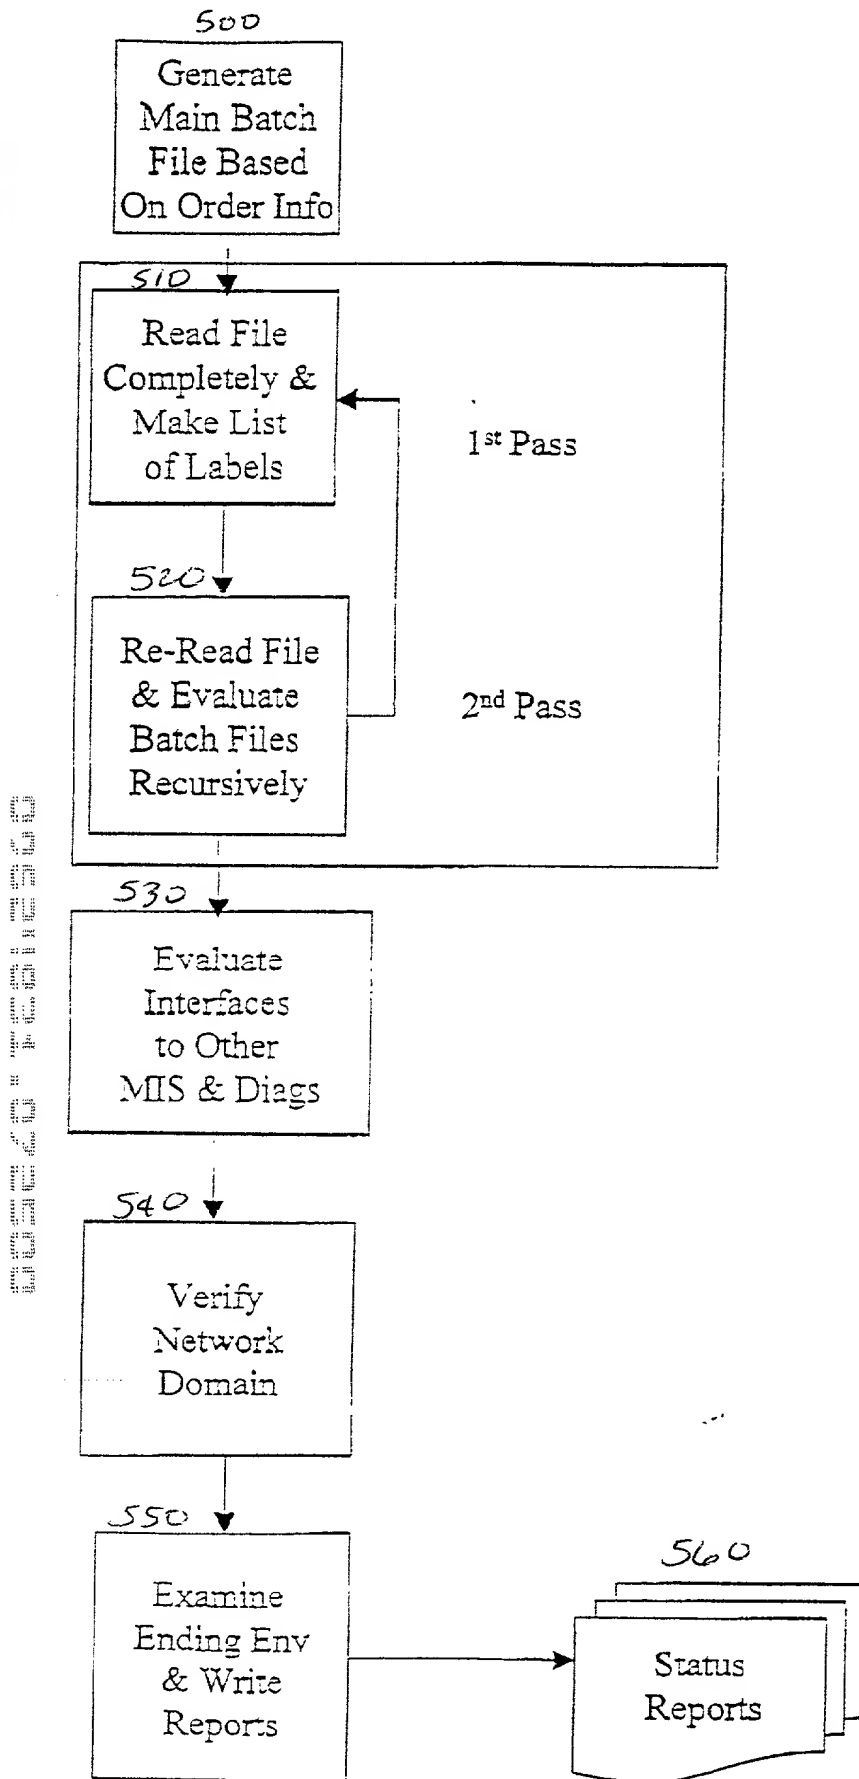 500
Generate
Main Batch
File Based
On Order Info
510
Read File
Completely &
Make List
of Labels
1st Pass
520
Re-Read File
& Evaluate
Batch Files
Recursively
2nd Pass
530
Evaluate
Interfaces
to Other
MIS & Diags
540
Verify
Network
Domain
550
Examine
Ending Env
& Write
Reports
560
Status
Reports